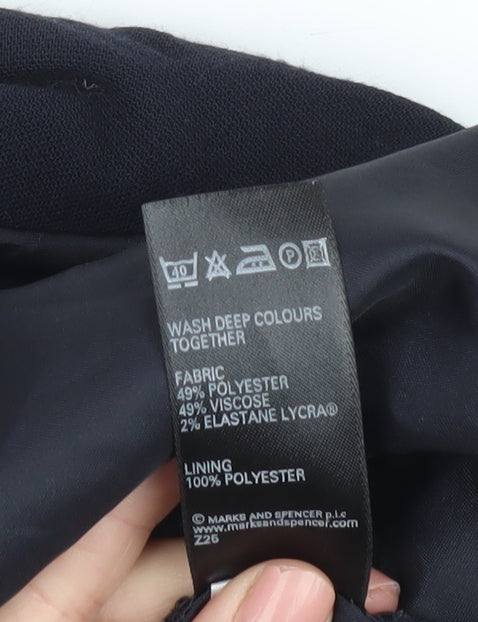 40 P
WASH DEEP COLOURS
TOGETHER
FABRIC
49% POLYESTER
49% VISCOSE
2% ELASTANE LYCRA®
LINING
100% POLYESTER
© MARKS AND SPENCER p.l.c
www.marksandspencer.com
Z25